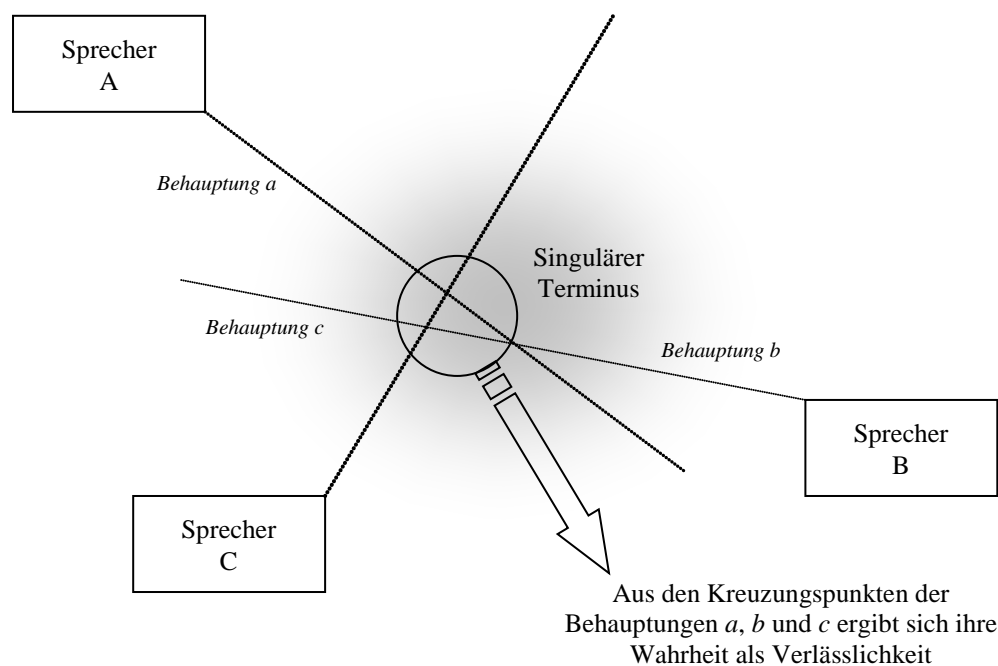 Sprecher
A
Behauptung a
Singulärer
Terminus
Behauptung c
Behauptung b
Sprecher
B
Sprecher
C
Aus den Kreuzungspunkten der
Behauptungen a, b und c ergibt sich ihre
Wahrheit als Verlässlichkeit